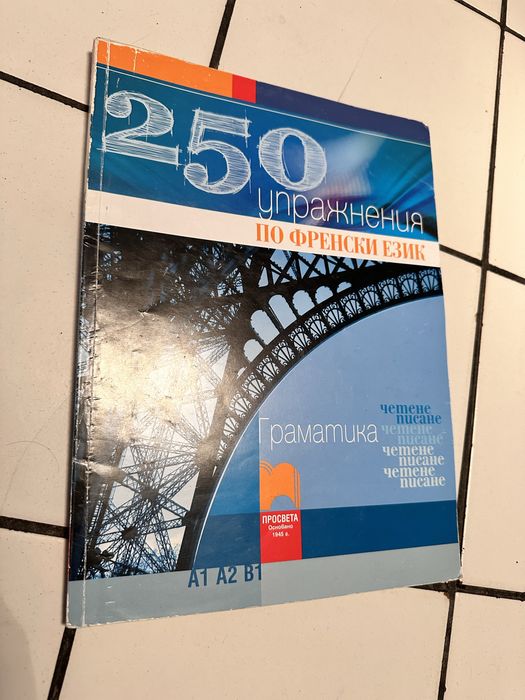 250
упражнения
ПО ФРЕНСКИ ЕЗИК
Граматика
четене
писане
четене
писане
четене
писане
четене
писане
ПРОСВЕТА
Основано
1945 г.
A1 A2 B1